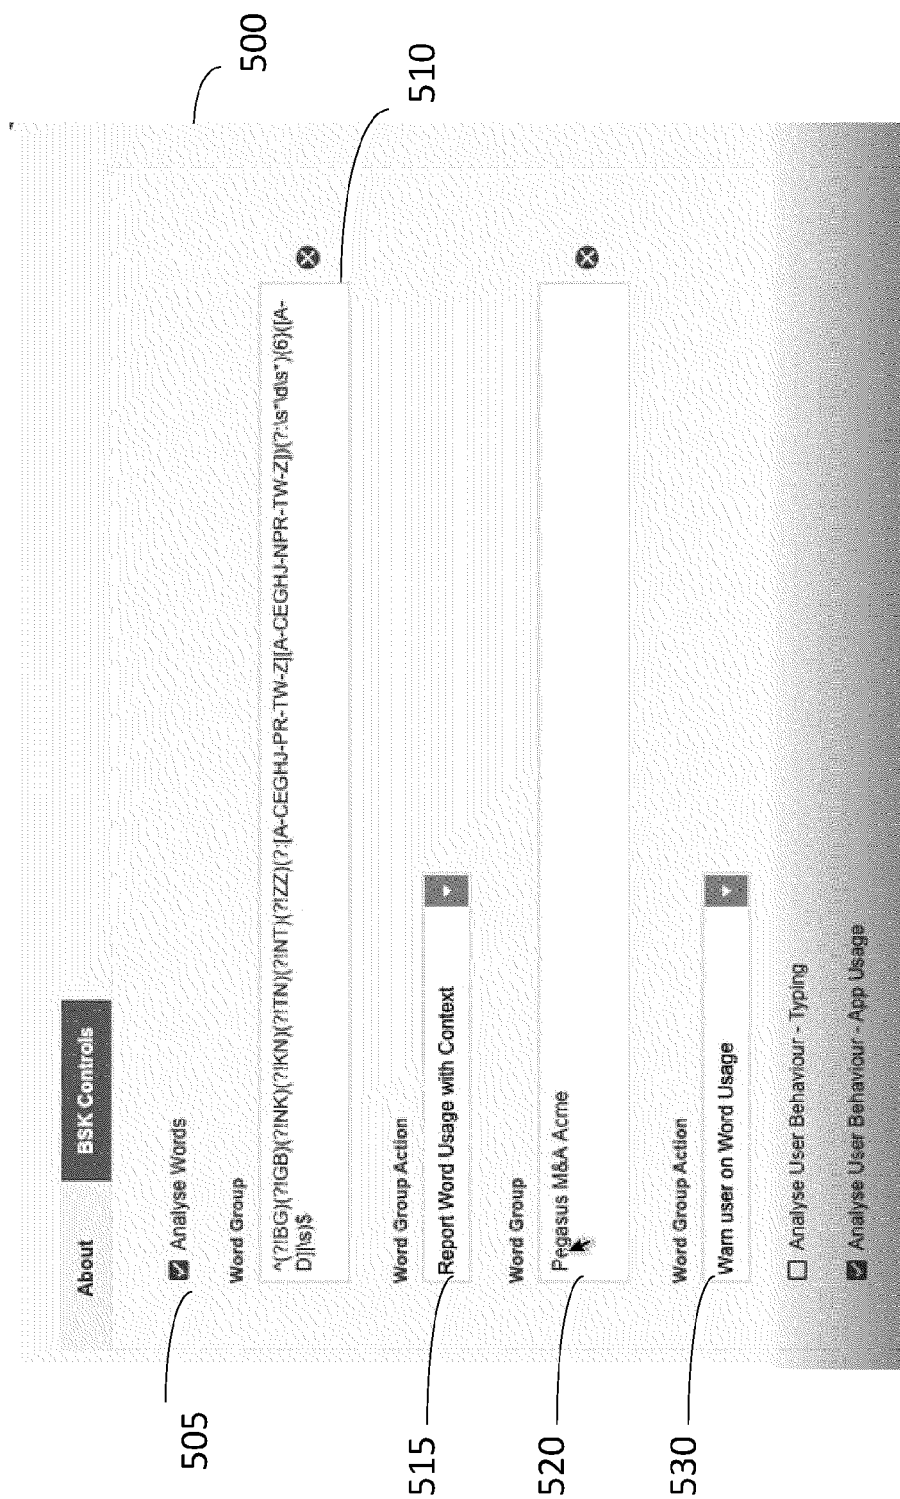 500
510
About
BSK Controls
Analyse Words
505
Word Group
^(?!BG)(?!GB)(?!NK)(?!KN)(?!TN)(?!NT)(?!ZZ)(?:[A-CEGHJ-PR-TW-Z][A-CEGHJ-NPR-TW-Z])(?:\s*\d\s*){6}([A-
D]|\s)$
Word Group Action
515
Report Word Usage with Context
Word Group
520
Pegasus M&A Acme
Word Group Action
530
Warn user on Word Usage
Analyse User Behaviour - Typing
Analyse User Behaviour - App Usage